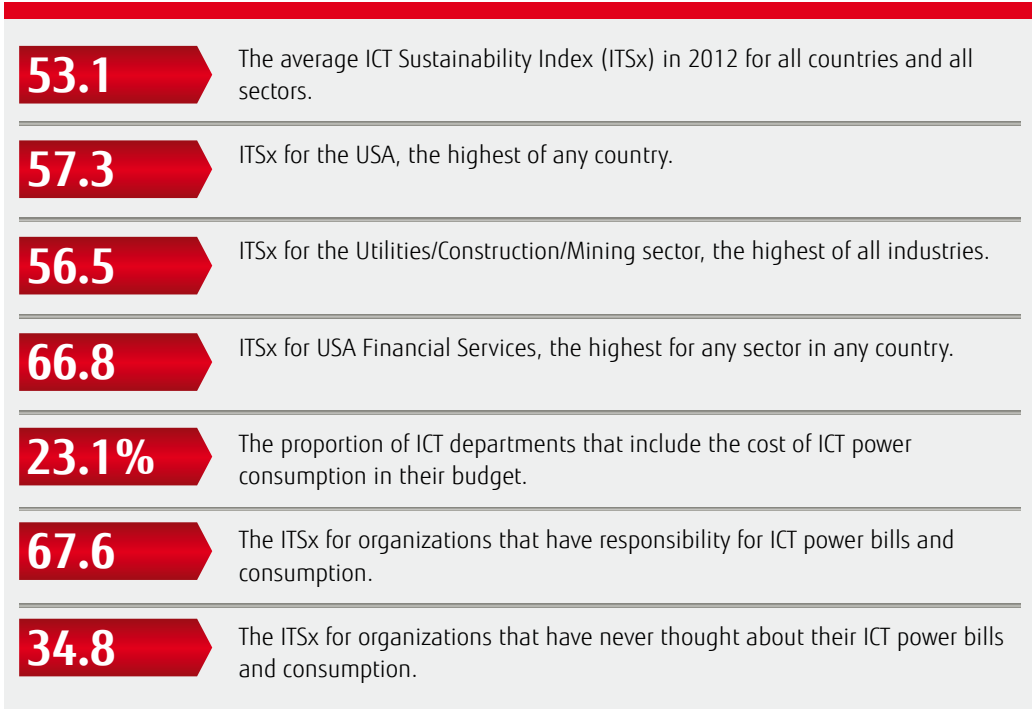 53.1
The average ICT Sustainability Index (ITSx) in 2012 for all countries and all
sectors.
57.3
ITSx for the USA, the highest of any country.
56.5
ITSx for the Utilities/Construction/Mining sector, the highest of all industries.
66.8
ITSx for USA Financial Services, the highest for any sector in any country.
23.1%
The proportion of ICT departments that include the cost of ICT power
consumption in their budget.
67.6
The ITSx for organizations that have responsibility for ICT power bills and
consumption.
34.8
The ITSx for organizations that have never thought about their ICT power bills
and consumption.